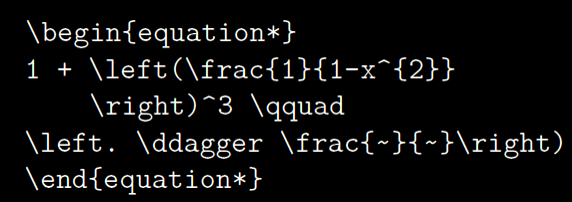 \begin{equation*}
1 + \left(\frac{1}{1-x^{2}}
\right)^3 \qquad
\left. \ddagger \frac{~}{~}\right)
\end{equation*}